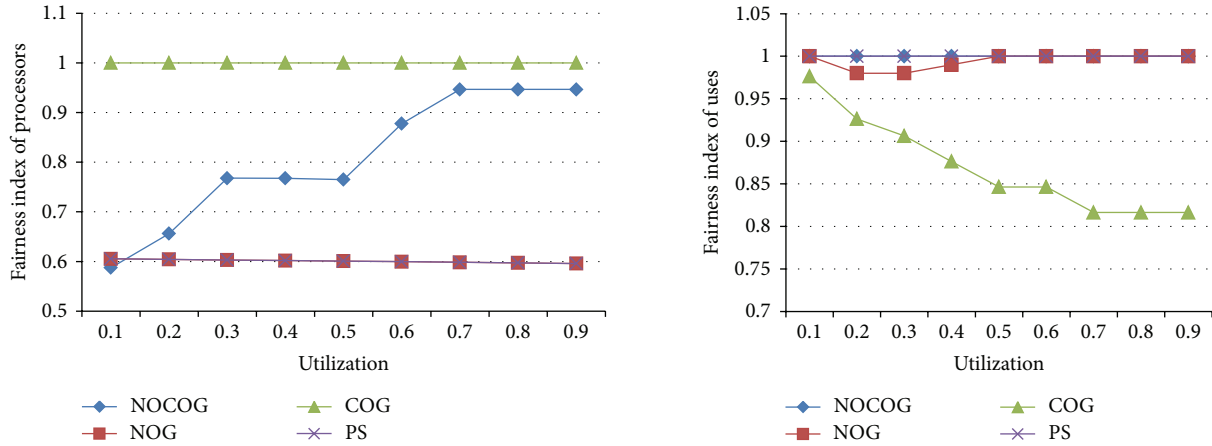 1.1
1
0.9
0.8
0.7
0.6
0.5
Fairness index of processors
0.1 0.2 0.3 0.4 0.5 0.6 0.7 0.8 0.9
Utilization
NOCOG
COG
NOG
PS
1.05
1
0.95
0.9
0.85
0.8
0.75
0.7
Fairness index of uses
0.1 0.2 0.3 0.4 0.5 0.6 0.7 0.8 0.9
Utilization
NOCOG
COG
NOG
PS